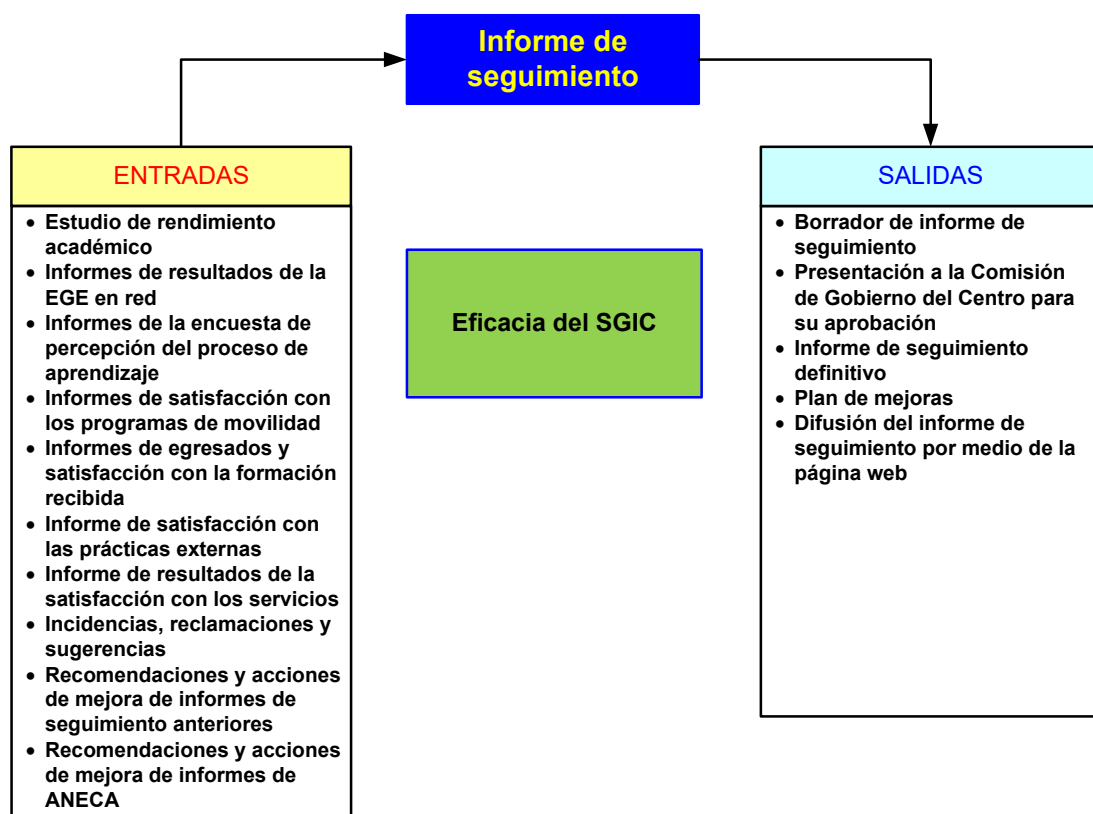 Informe de
seguimiento
ENTRADAS
• Estudio de rendimiento
académico
• Informes de resultados de la
EGE en red
• Informes de la encuesta de
percepción del proceso de
aprendizaje
• Informes de satisfacción con
los programas de movilidad
• Informes de egresados y
satisfacción con la formación
recibida
• Informe de satisfacción con
las prácticas externas
• Informe de resultados de la
satisfacción con los servicios
• Incidencias, reclamaciones y
sugerencias
• Recomendaciones y acciones
de mejora de informes de
seguimiento anteriores
• Recomendaciones y acciones
de mejora de informes de
ANECA
Eficacia del SGIC
SALIDAS
• Borrador de informe de
seguimiento
• Presentación a la Comisión
de Gobierno del Centro para
su aprobación
• Informe de seguimiento
definitivo
• Plan de mejoras
• Difusión del informe de
seguimiento por medio de la
página web